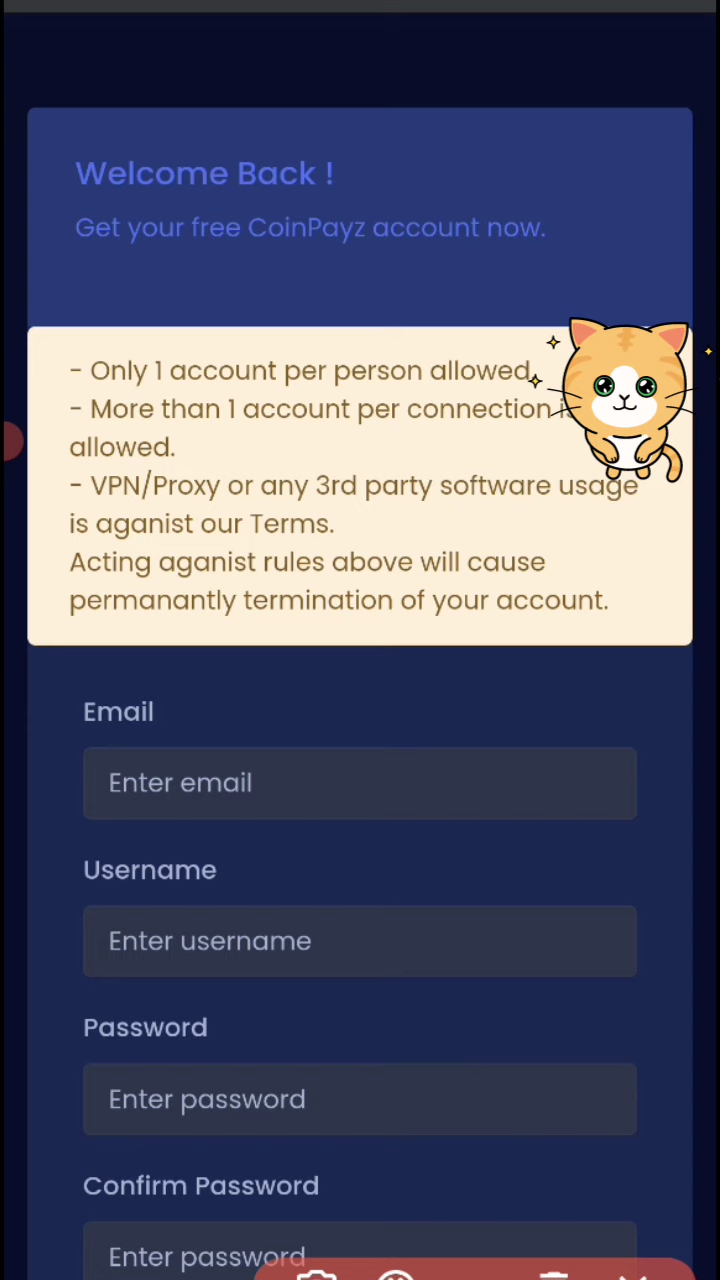 Welcome Back !
Get your free CoinPayz account now.
- Only 1 account per person allowed
- More than 1 account per connection is
allowed.
- VPN/Proxy or any 3rd party software usage
is aganist our Terms.
Acting aganist rules above will cause
permanantly termination of your account.
Email
Enter email
Username
Enter username
Password
Enter password
Confirm Password
Enter password